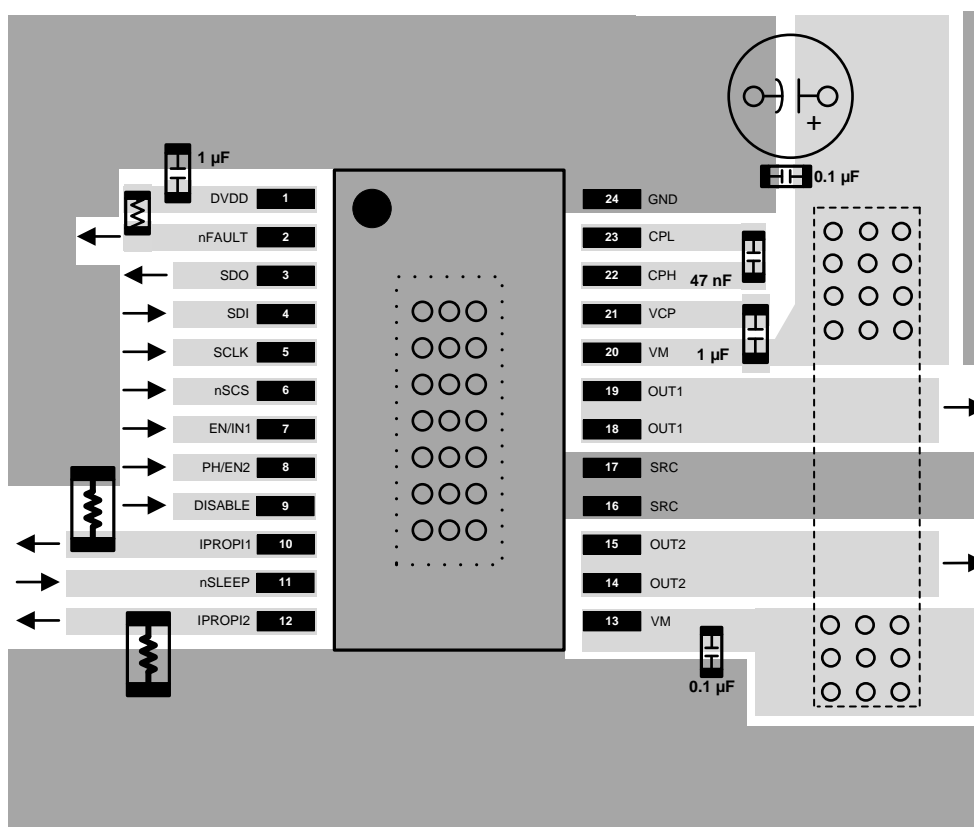 +
0.1 µF
1 µF
DVDD 1
nFAULT 2
SDO 3
SDI 4
SCLK 5
nSCS 6
EN/IN1 7
PH/EN2 8
DISABLE 9
IPROPI1 10
nSLEEP 11
IPROPI2 12
24 GND
23 CPL
22 CPH
47 nF
21 VCP
20 VM
1 µF
19 OUT1
18 OUT1
17 SRC
16 SRC
15 OUT2
14 OUT2
13 VM
0.1 µF